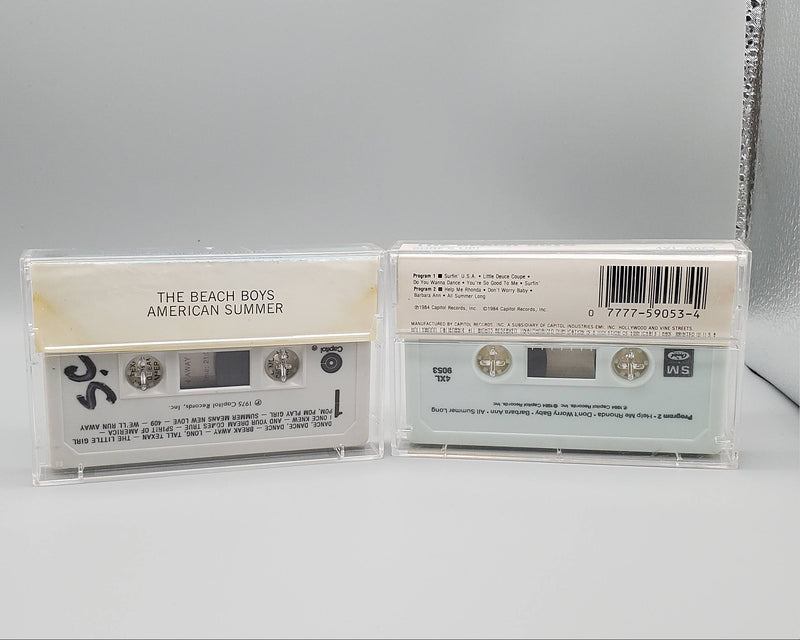 THE BEACH BOYS
AMERICAN SUMMER
Capitol
1
℗ 1975 Capitol Records, Inc.
DANCE, DANCE, DANCE — BREAK AWAY — LONG, TALL TEXAN — THE LITTLE GIRL
I ONCE KNEW — AND YOUR DREAM COMES TRUE — SPIRIT OF AMERICA —
POM, POM PLAY GIRL — SUMMER MEANS NEW LOVE — 409 — WE'LL RUN AWAY
Program 1 ■ Surfin' U.S.A. • Little Deuce Coupe •
Do You Wanna Dance • You're So Good To Me • Surfin'
Program 2 ■ Help Me Rhonda • Don't Worry Baby •
Barbara Ann • All Summer Long
℗1984 Capitol Records, Inc. ©1984 Capitol Records, Inc.
0 7777-59053-4
MANUFACTURED BY CAPITOL RECORDS, INC. A SUBSIDIARY OF CAPITOL INDUSTRIES-EMI, INC. HOLLYWOOD AND VINE STREETS,
SM
4XL
9053
℗ 1984 Capitol Records, Inc.
Program 2 · Help Me Rhonda · Don't Worry Baby · Barbara Ann · All Summer Long